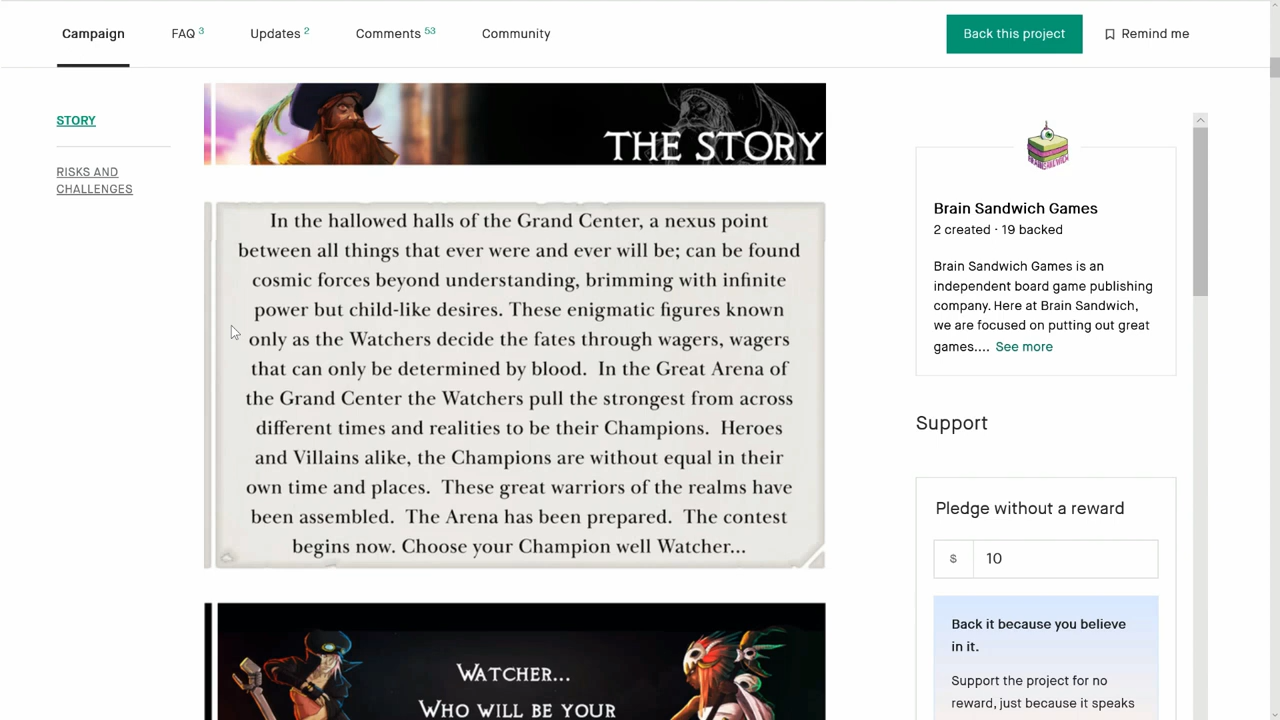 Campaign FAQ 3 Updates 2 Comments 53 Community Back this project Remind me
STORY
RISKS AND
CHALLENGES
THE STORY
In the hallowed halls of the Grand Center, a nexus point
between all things that ever were and ever will be; can be found
cosmic forces beyond understanding, brimming with infinite
power but child-like desires. These enigmatic figures known
only as the Watchers decide the fates through wagers, wagers
that can only be determined by blood.  In the Great Arena of
the Grand Center the Watchers pull the strongest from across
different times and realities to be their Champions.  Heroes
and Villains alike, the Champions are without equal in their
own time and places.  These great warriors of the realms have
been assembled.  The Arena has been prepared.  The contest
begins now. Choose your Champion well Watcher...
WATCHER...
WHO WILL BE YOUR
Brain Sandwich Games
2 created · 19 backed
Brain Sandwich Games is an
independent board game publishing
company. Here at Brain Sandwich,
we are focused on putting out great
games.... See more
Support
Pledge without a reward
$ 10
Back it because you believe
in it.
Support the project for no
reward, just because it speaks